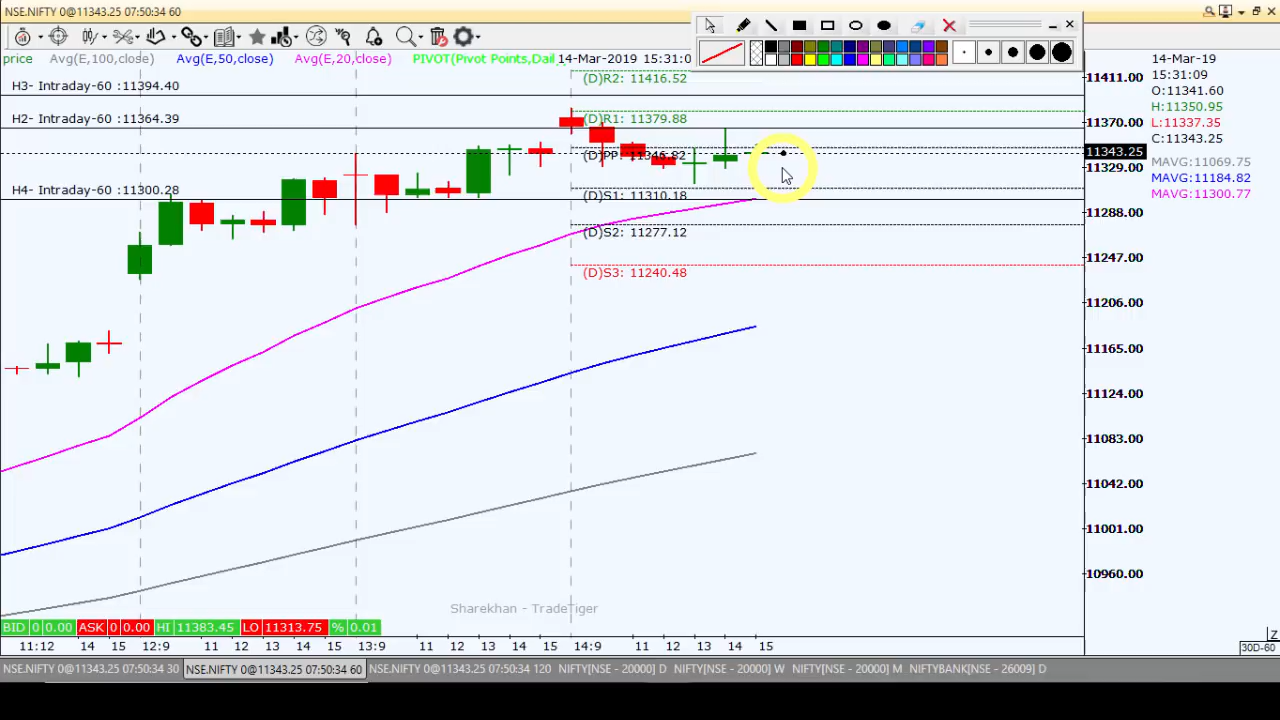 NSE.NIFTY 0@11343.25 07:50:34 60
price Avg(E,100,close) Avg(E,50,close) Avg(E,20,close) PIVOT(Pivot Points,Dail 14-Mar-2019 15:31:0
14-Mar-19
15:31:09
O:11341.60
H:11350.95
L:11337.35
C:11343.25
MAVG:11069.75
MAVG:11184.82
MAVG:11300.77
H3- Intraday-60 :11394.40
H2- Intraday-60 :11364.39
H4- Intraday-60 :11300.28
(D)R2: 11416.52
(D)R1: 11379.88
(D)PP: 11346.82
(D)S1: 11310.18
(D)S2: 11277.12
(D)S3: 11240.48
11411.00
11370.00
11343.25
11329.00
11288.00
11247.00
11206.00
11165.00
11124.00
11083.00
11042.00
11001.00
10960.00
Sharekhan - TradeTiger
BID 0 0.00 ASK 0 0.00 HI 11383.45 LO 11313.75 % 0.01
11:12 14 15 12:9 11 12 13 14 15 13:9 11 12 13 14 15 14:9 11 12 13 14 15
Z
30D-60
NSE.NIFTY 0@11343.25 07:50:34 30 NSE.NIFTY 0@11343.25 07:50:34 60 NSE.NIFTY 0@11343.25 07:50:34 120 NIFTY[NSE - 20000] D NIFTY[NSE - 20000] W NIFTY[NSE - 20000] M NIFTYBANK[NSE - 26009] D